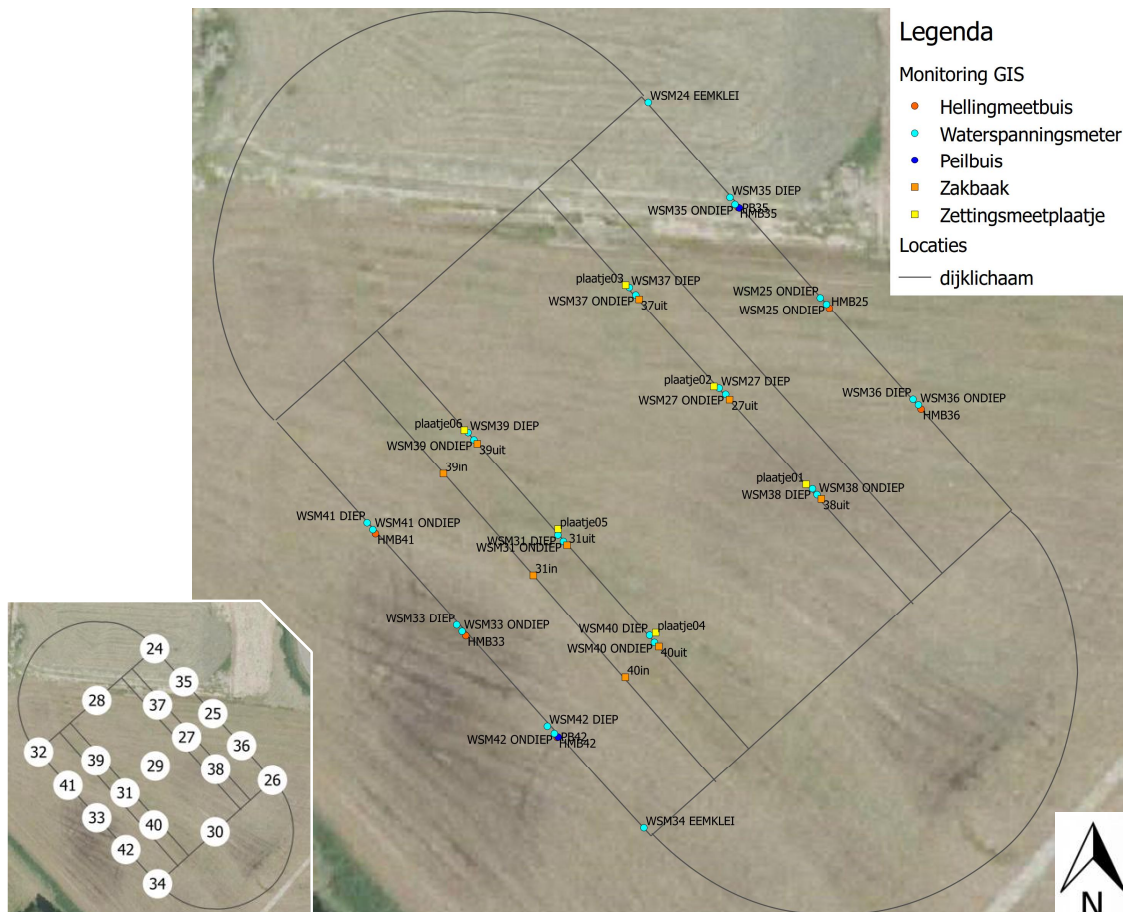 Legenda
Monitoring GIS
Hellingmeetbuis
Waterspanningsmeter
Peilbuis
Zakbaak
Zettingsmeetplaatje
Locaties
dijklichaam
WSM24 EEMKLEI
WSM35 DIEP
WSM35 ONDIEP
PB35
HMB35
plaatje03
WSM37 DIEP
WSM37 ONDIEP
37uit
WSM25 ONDIEP
HMB25
WSM25 ONDIEP
plaatje02
WSM27 DIEP
WSM27 ONDIEP
27uit
WSM36 DIEP
WSM36 ONDIEP
HMB36
plaatje06
WSM39 DIEP
WSM39 ONDIEP
39uit
39in
plaatje01
WSM38 ONDIEP
WSM38 DIEP
38uit
WSM41 DIEP
WSM41 ONDIEP
HMB41
plaatje05
WSM31 DIEP
31uit
WSM31 ONDIEP
31in
WSM33 DIEP
WSM33 ONDIEP
HMB33
WSM40 DIEP
plaatje04
WSM40 ONDIEP
40uit
40in
WSM42 DIEP
WSM42 ONDIEP
PB42
HMB42
WSM34 EEMKLEI
24
35
28
37
25
27
36
32
39
29
38
26
41
31
33
40
30
42
34
N